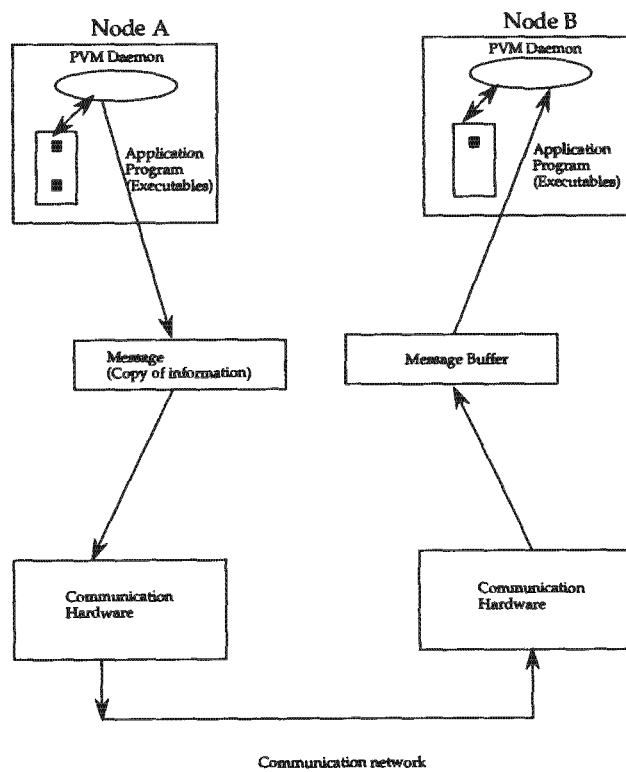 Node A
PVM Daemon
Application
Program
(Executables)
Message
(Copy of information)
Communication
Hardware
Node B
PVM Daemon
Application
Program
(Executables)
Message Buffer
Communication
Hardware
Communication network